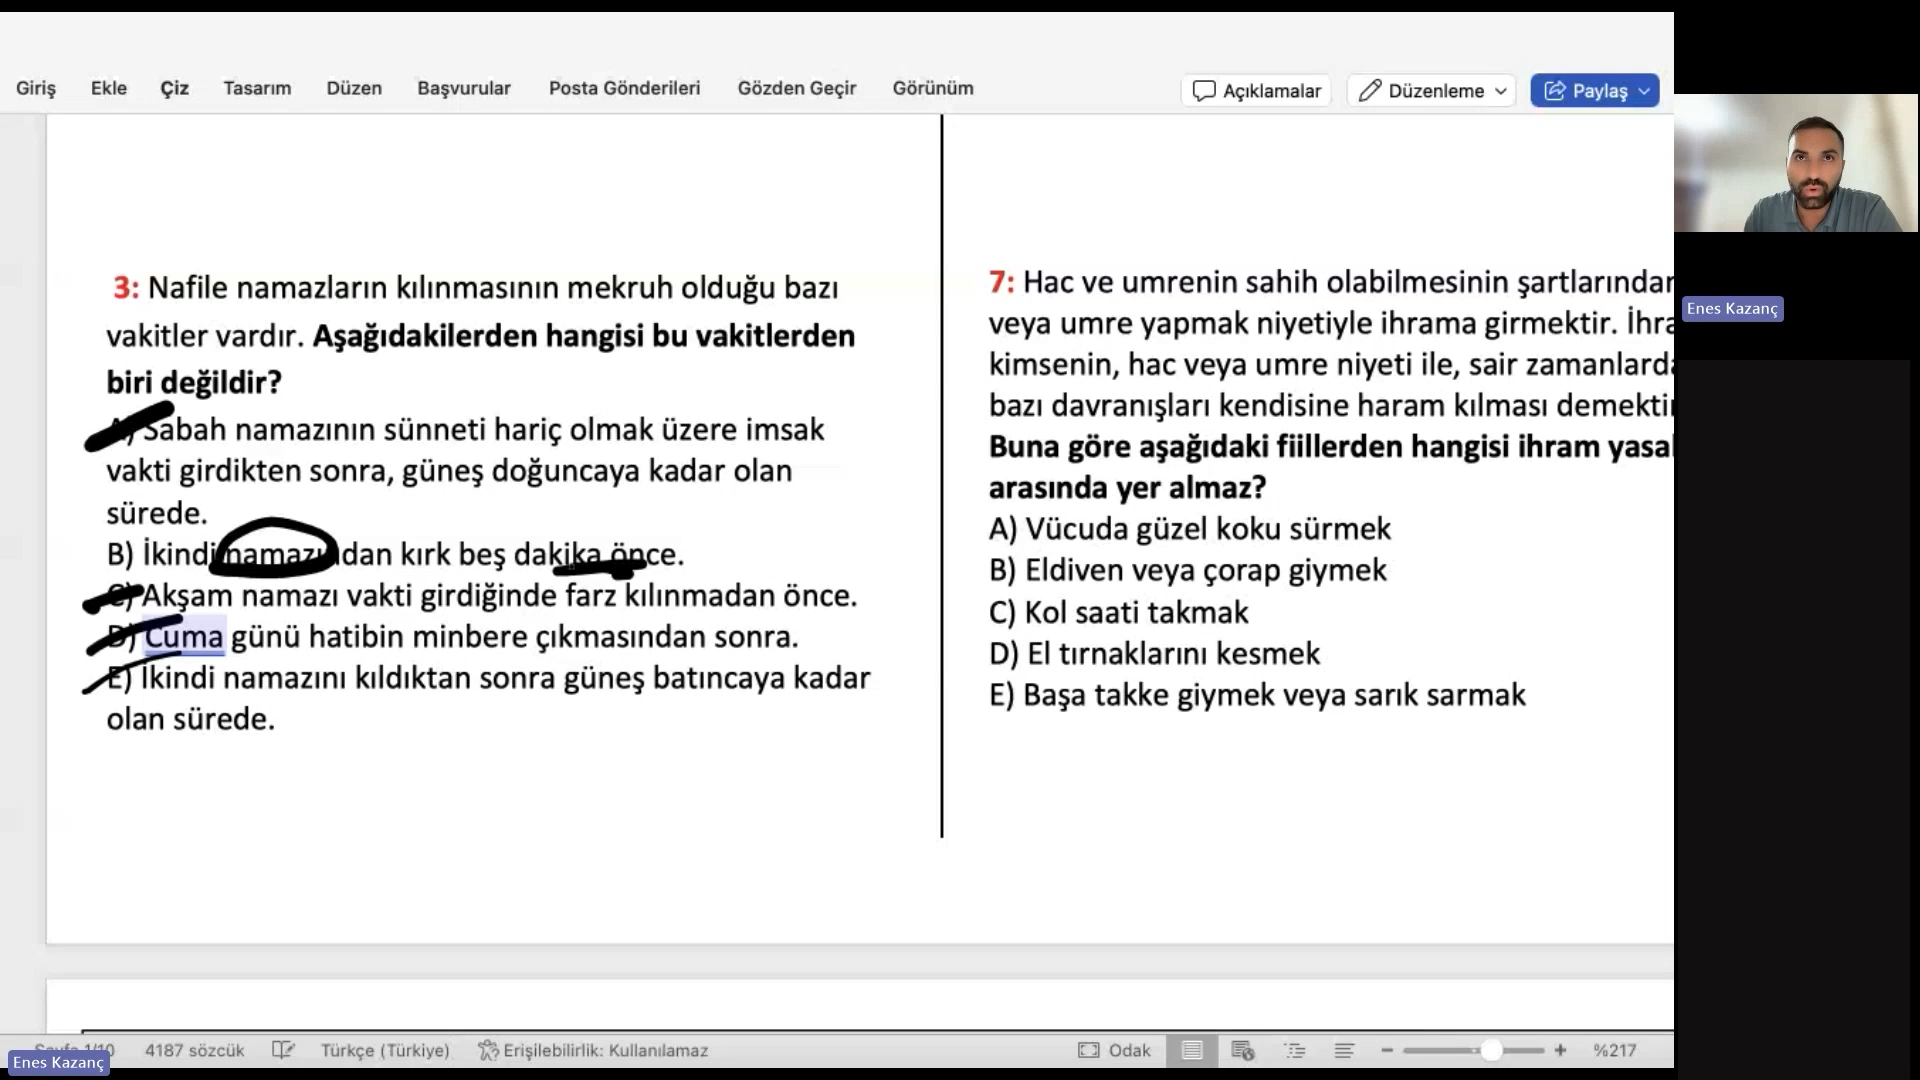 Giriş Ekle Çiz Tasarım Düzen Başvurular Posta Gönderileri Gözden Geçir Görünüm Açıklamalar Düzenleme Paylaş
3: Nafile namazların kılınmasının mekruh olduğu bazı
vakitler vardır. Aşağıdakilerden hangisi bu vakitlerden
biri değildir?
A) Sabah namazının sünneti hariç olmak üzere imsak
vakti girdikten sonra, güneş doğuncaya kadar olan
sürede.
B) İkindi namazından kırk beş dakika önce.
C) Akşam namazı vakti girdiğinde farz kılınmadan önce.
D) Cuma günü hatibin minbere çıkmasından sonra.
E) İkindi namazını kıldıktan sonra güneş batıncaya kadar
olan sürede.
7: Hac ve umrenin sahih olabilmesinin şartlarından
veya umre yapmak niyetiyle ihrama girmektir. İhra
kimsenin, hac veya umre niyeti ile, sair zamanlarda
bazı davranışları kendisine haram kılması demekti
Buna göre aşağıdaki fiillerden hangisi ihram yasa
arasında yer almaz?
A) Vücuda güzel koku sürmek
B) Eldiven veya çorap giymek
C) Kol saati takmak
D) El tırnaklarını kesmek
E) Başa takke giymek veya sarık sarmak
Enes Kazanç
Sayfa 1/10 4187 sözcük Türkçe (Türkiye) Erişilebilirlik: Kullanılamaz Odak %217
Enes Kazanç